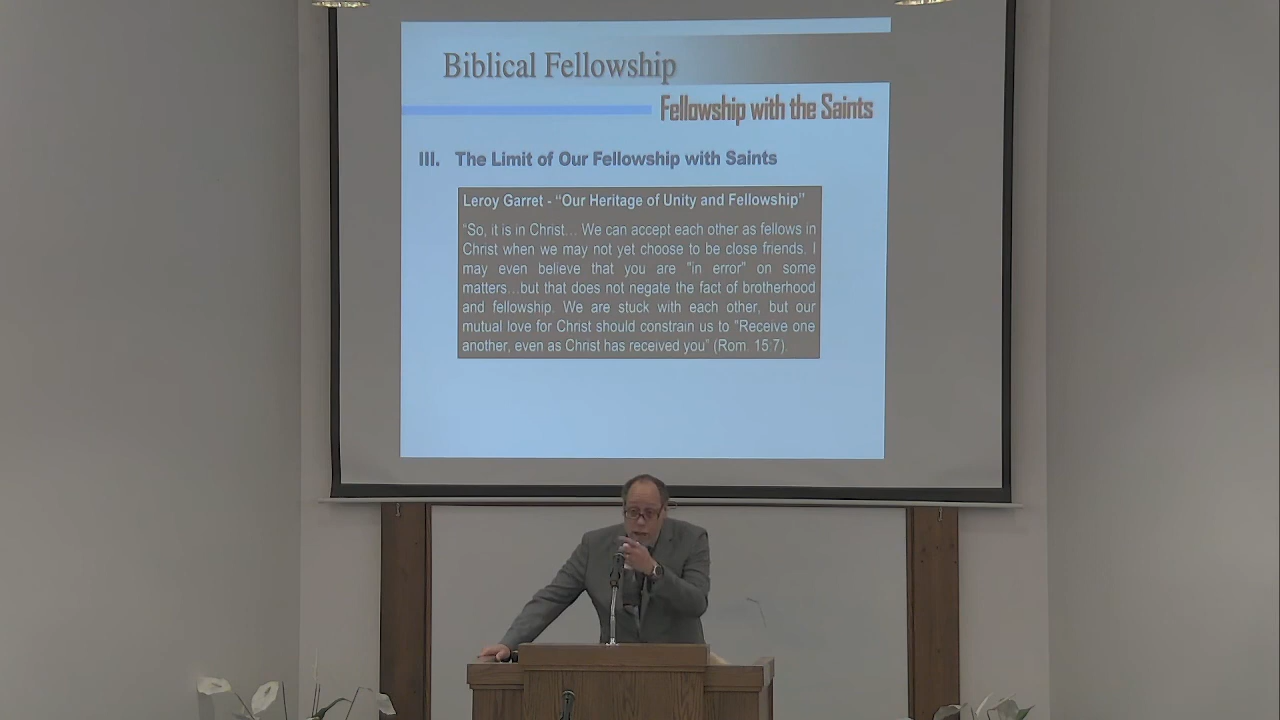 Biblical Fellowship
Fellowship with the Saints
III. The Limit of Our Fellowship with Saints
Leroy Garret - “Our Heritage of Unity and Fellowship”
“So, it is in Christ... We can accept each other as fellows in
Christ when we may not yet choose to be close friends. I
may even believe that you are "in error" on some
matters...but that does not negate the fact of brotherhood
and fellowship. We are stuck with each other, but our
mutual love for Christ should constrain us to "Receive one
another, even as Christ has received you” (Rom. 15:7).